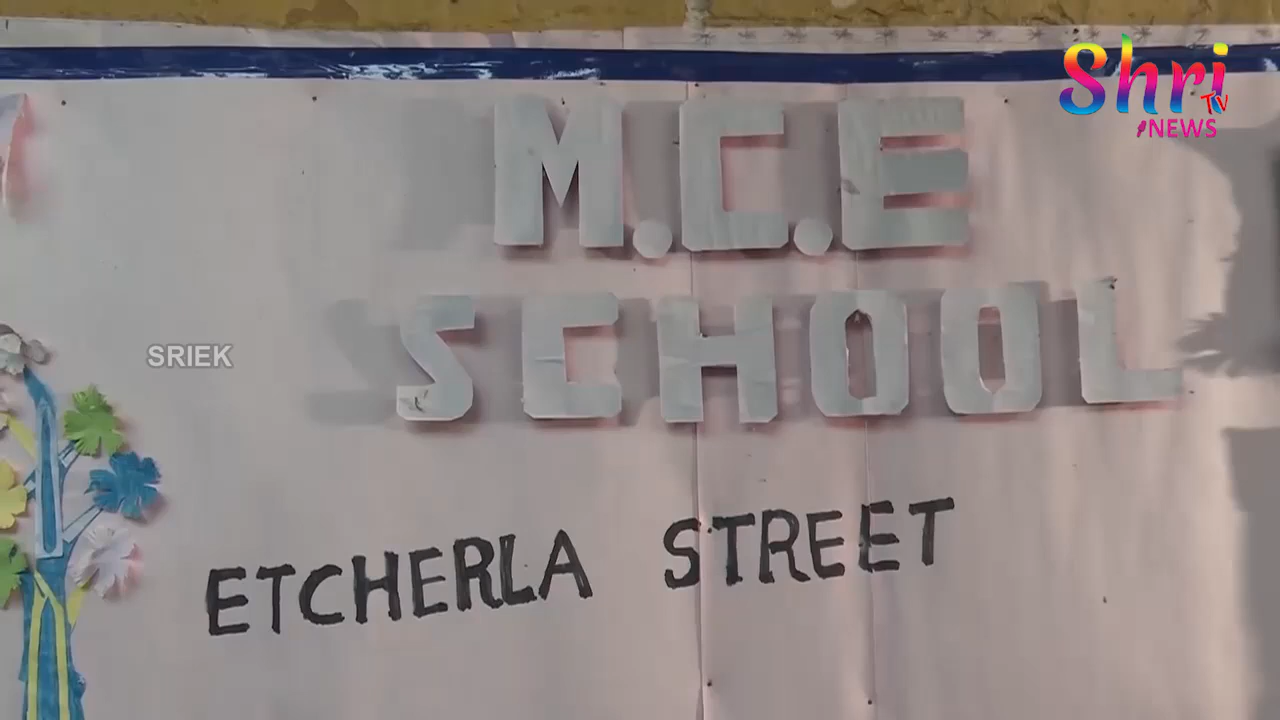 Shri
TV
NEWS
M.C.E
SCHOOL
SRIEK
ETCHERLA STREET